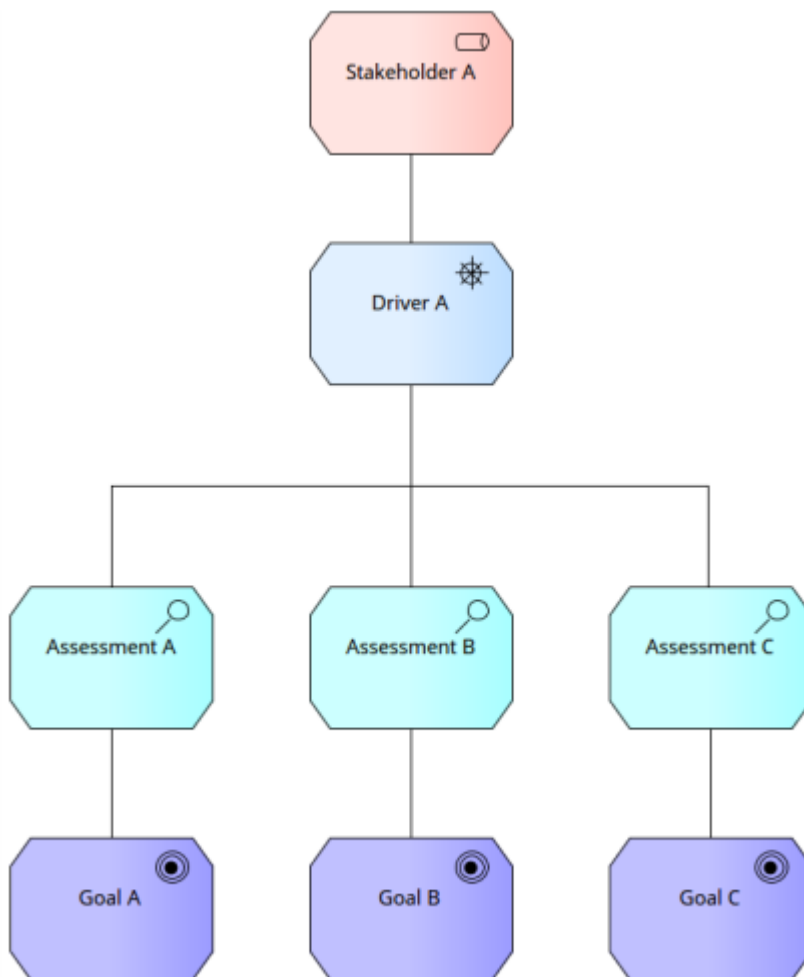 Stakeholder A
Driver A
Assessment A
Assessment B
Assessment C
Goal A
Goal B
Goal C